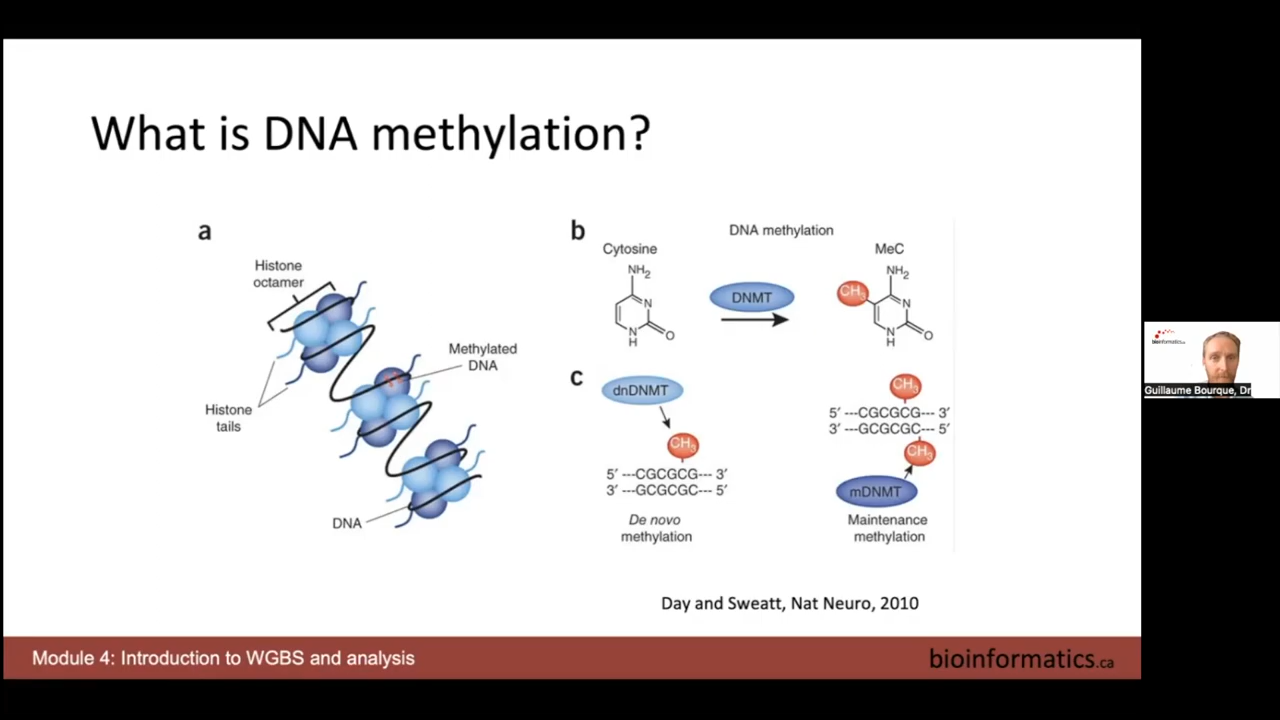 What is DNA methylation?
a
Histone
octamer
Methylated
DNA
Histone
tails
DNA
b
DNA methylation
Cytosine
MeC
NH2
N
O
N
H
DNMT
CH3
NH2
N
O
N
H
c
dnDNMT
CH3
5′ ---CGCGCG--- 3′
3′ ---GCGCGC--- 5′
De novo
methylation
CH3
5′ ---CGCGCG--- 3′
3′ ---GCGCGC--- 5′
CH3
mDNMT
Maintenance
methylation
Day and Sweatt, Nat Neuro, 2010
Module 4: Introduction to WGBS and analysis
bioinformatics.ca
bioinformatics.ca
Guillaume Bourque, Dr